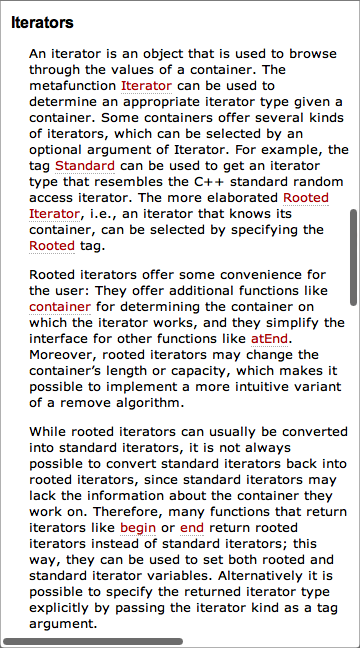 Iterators
An iterator is an object that is used to browse
through the values of a container. The
metafunction Iterator can be used to
determine an appropriate iterator type given a
container. Some containers offer several kinds
of iterators, which can be selected by an
optional argument of Iterator. For example, the
tag Standard can be used to get an iterator
type that resembles the C++ standard random
access iterator. The more elaborated Rooted
Iterator, i.e., an iterator that knows its
container, can be selected by specifying the
Rooted tag.
Rooted iterators offer some convenience for
the user: They offer additional functions like
container for determining the container on
which the iterator works, and they simplify the
interface for other functions like atEnd.
Moreover, rooted iterators may change the
container’s length or capacity, which makes it
possible to implement a more intuitive variant
of a remove algorithm.
While rooted iterators can usually be converted
into standard iterators, it is not always
possible to convert standard iterators back into
rooted iterators, since standard iterators may
lack the information about the container they
work on. Therefore, many functions that return
iterators like begin or end return rooted
iterators instead of standard iterators; this
way, they can be used to set both rooted and
standard iterator variables. Alternatively it is
possible to specify the returned iterator type
explicitly by passing the iterator kind as a tag
argument.